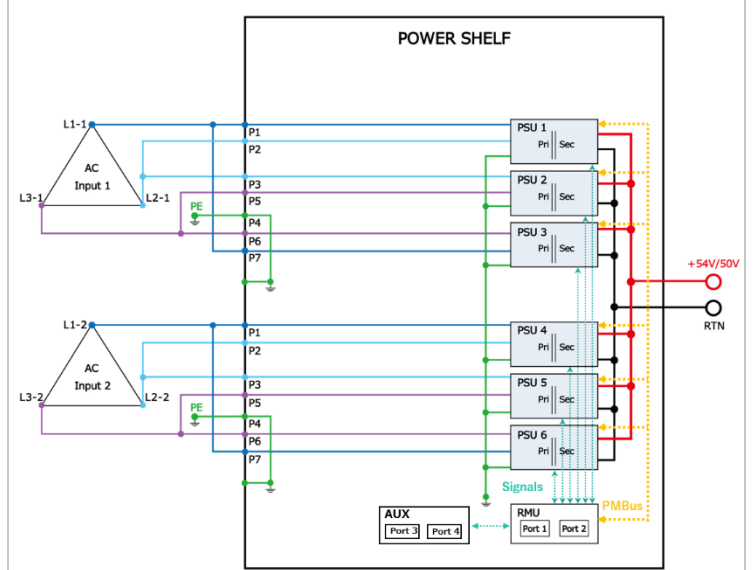 POWER SHELF
L1-1
AC
Input 1
L3-1
L2-1
PE
P1
P2
P3
P5
P4
P6
P7
PSU 1
Pri
Sec
PSU 2
Pri
Sec
PSU 3
Pri
Sec
+54V/50V
RTN
L1-2
AC
Input 2
L3-2
L2-2
PE
P1
P2
P3
P5
P4
P6
P7
PSU 4
Pri
Sec
PSU 5
Pri
Sec
PSU 6
Pri
Sec
Signals
PMBus
AUX
Port 3
Port 4
RMU
Port 1
Port 2